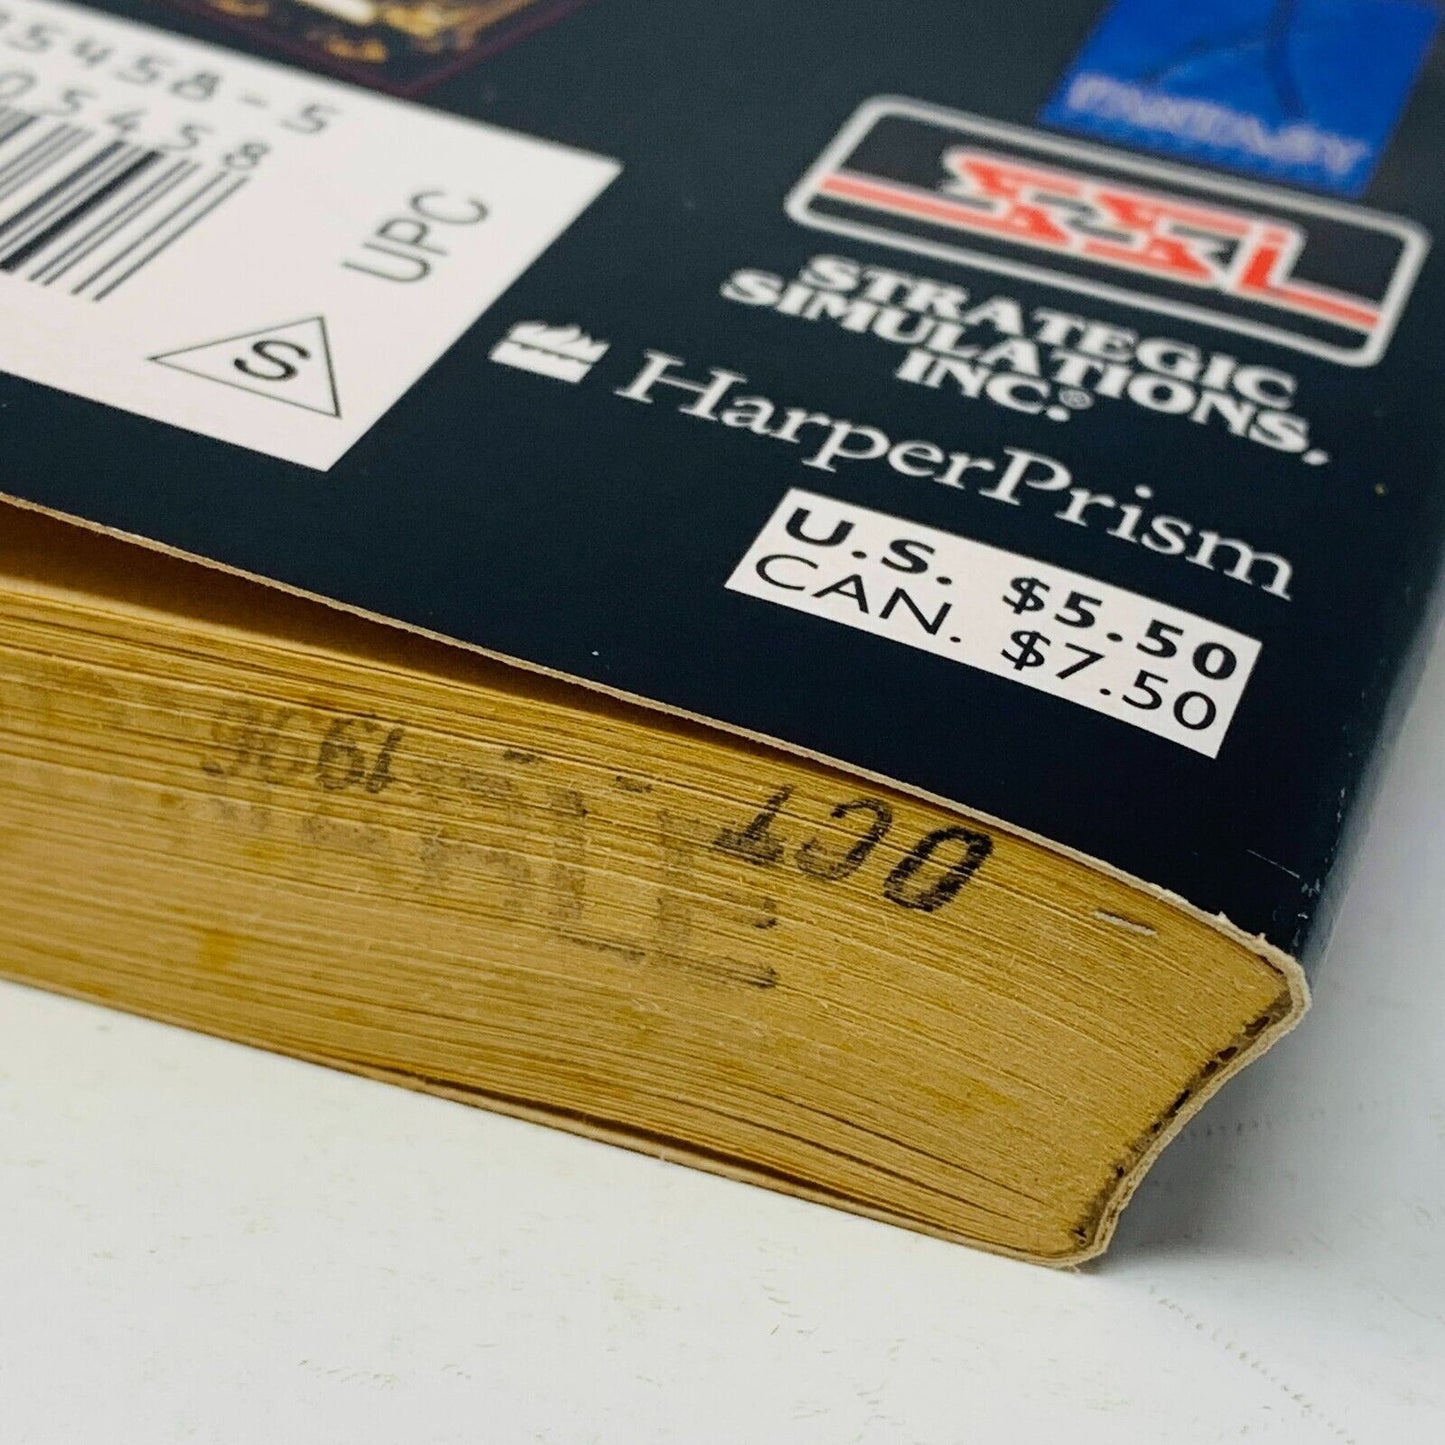 5458-5
05458
UPC
S
FANTASY
SSI
STRATEGIC
SIMULATIONS,
INC.®
HarperPrism
U.S. $5.50
CAN. $7.50
OCT 1996